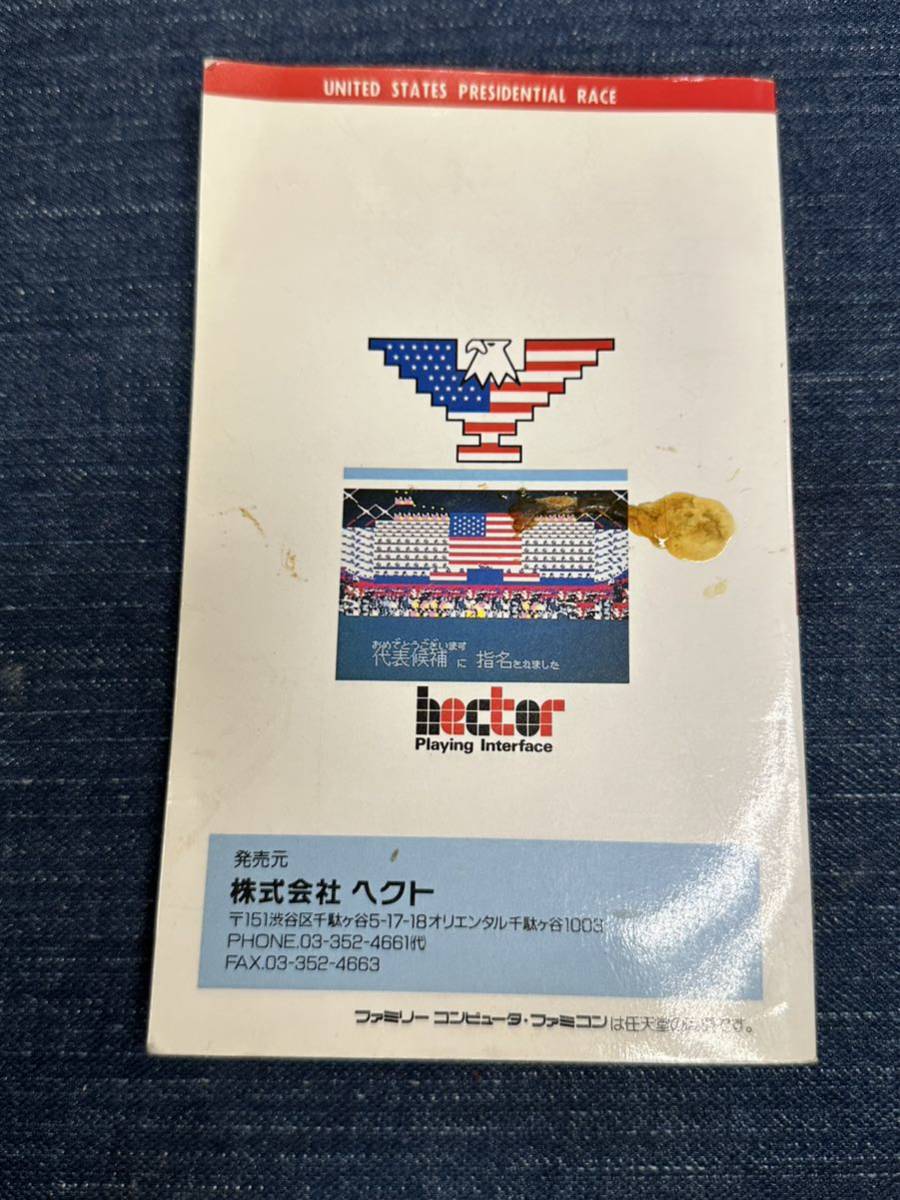 UNITED STATES PRESIDENTIAL RACE
おめでとうございます
代表候補 に 指名されました
hector
Playing Interface
発売元
株式会社 ヘクト
〒151渋谷区千駄ヶ谷5-17-18オリエンタル千駄ヶ谷1003
PHONE.03-352-4661代
FAX.03-352-4663
ファミリー コンピュータ・ファミコンは任天堂の商標です。